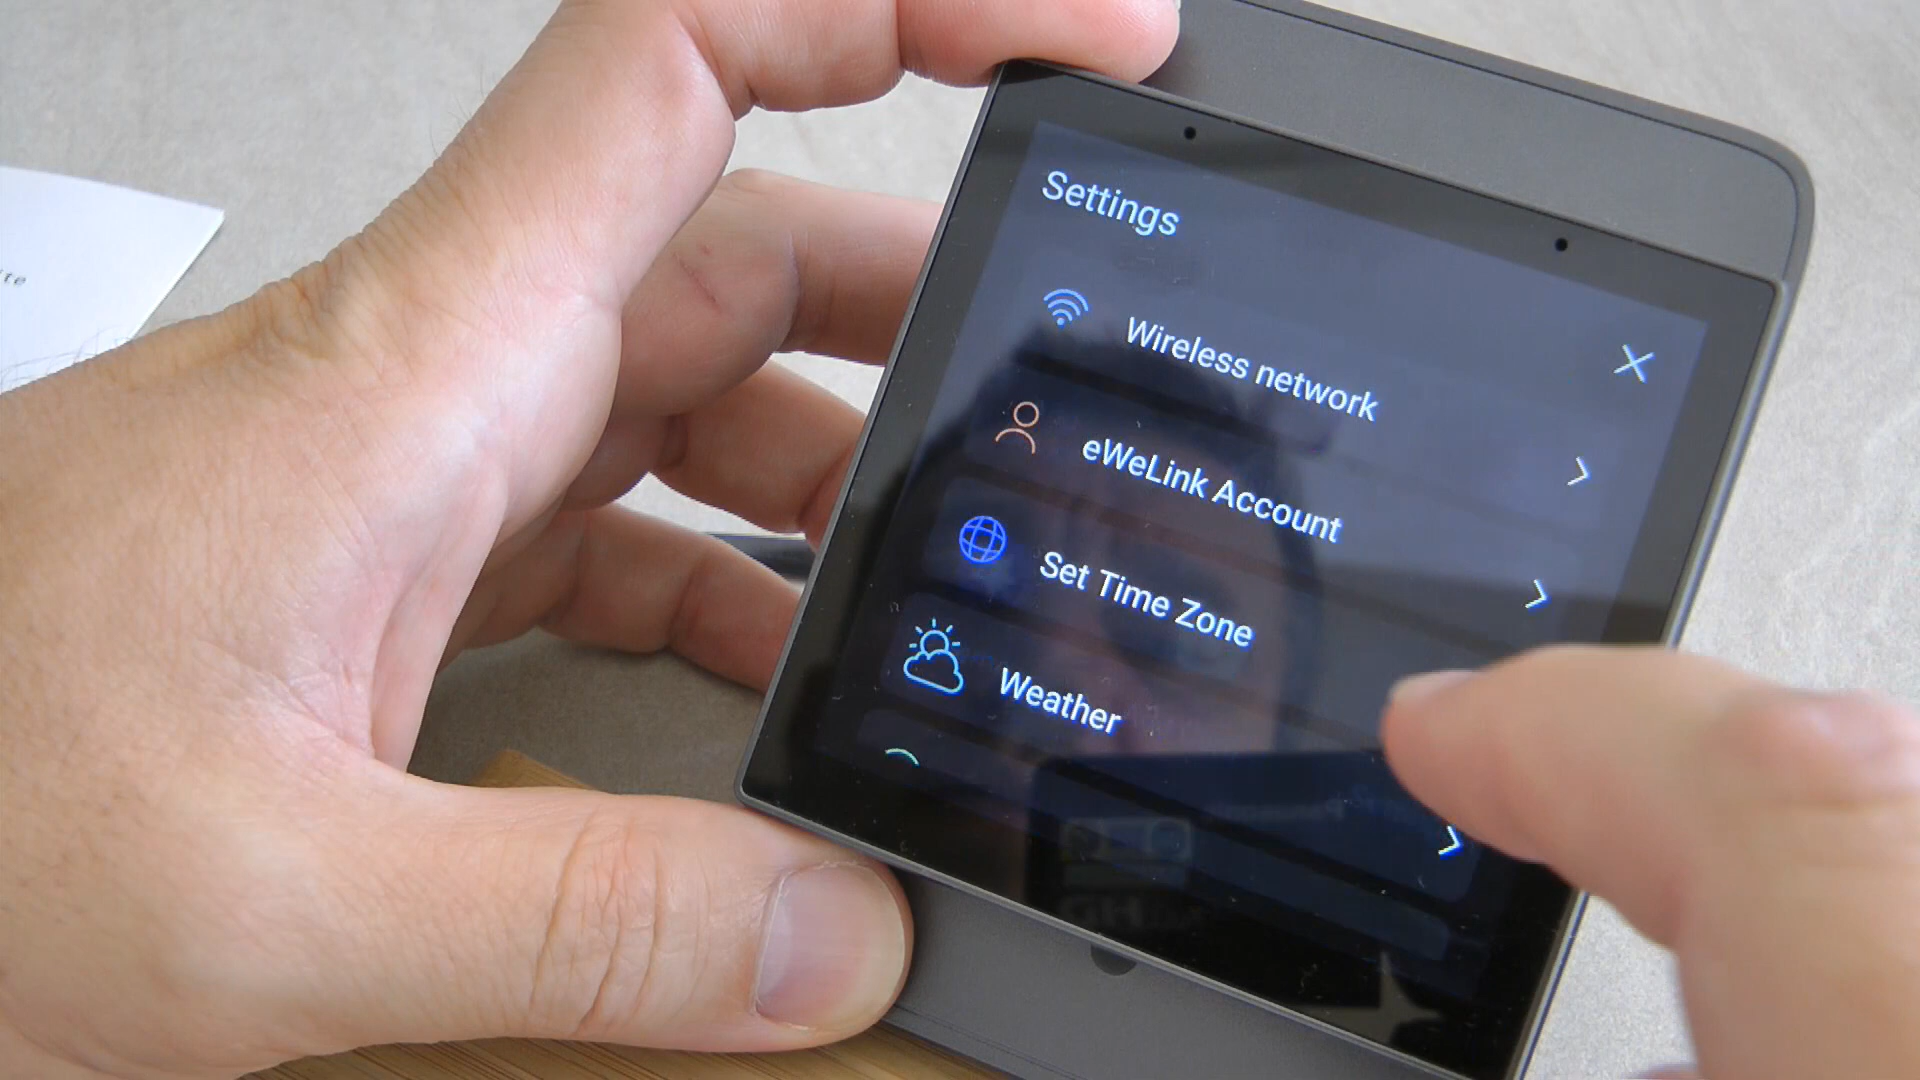 Settings
Wireless network
eWeLink Account
Set Time Zone
Weather